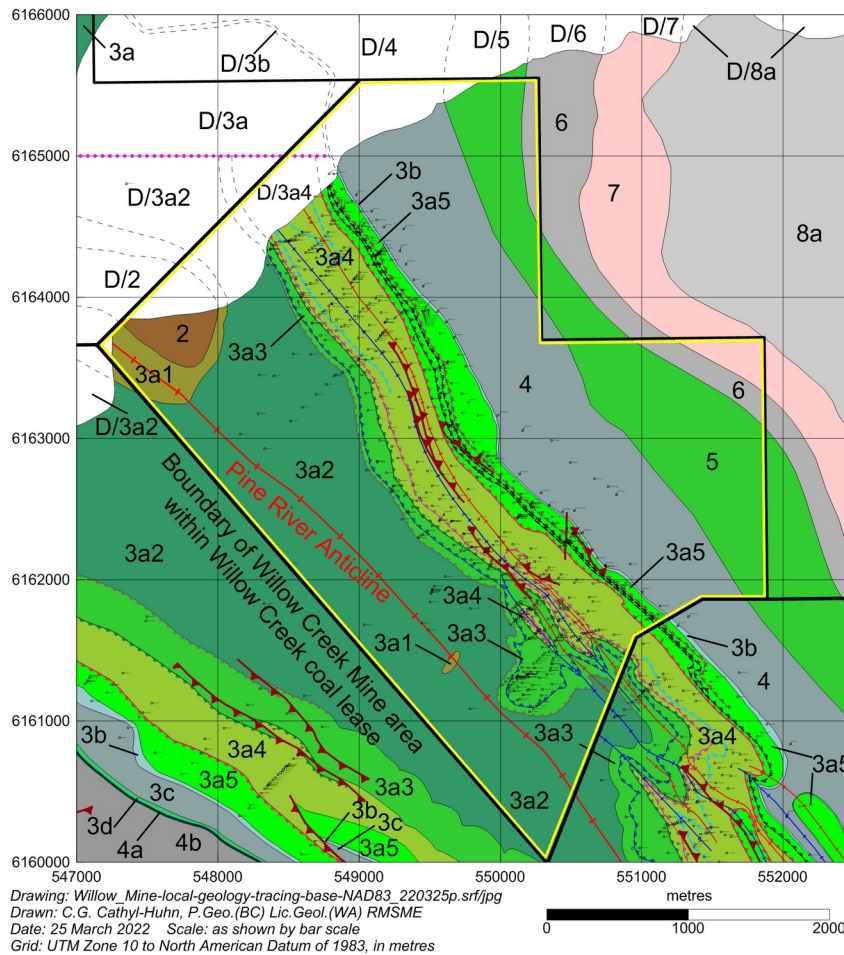 6166000
6165000
6164000
6163000
6162000
6161000
6160000
3a
D/3b
D/4
D/5
D/6
D/7
D/8a
D/3a
6
D/3a2
D/3a4
3b
3a5
7
8a
3a4
D/2
2
3a3
3a1
4
6
D/3a2
5
3a2
Pine River Anticline
Boundary of Willow Creek Mine area
within Willow Creek coal lease
3a2
3a5
3a4
3a3
3a1
3b
4
3a3
3a4
3a5
3a2
3b
3a4
3a5
3a3
3c
3d
4a
4b
3b
3c
3a5
547000
548000
549000
550000
551000
552000
Drawing: Willow_Mine-local-geology-tracing-base-NAD83_220325p.srf/jpg
Drawn: C.G. Cathyl-Huhn, P.Geo.(BC) Lic.Geol.(WA) RMSME
Date: 25 March 2022 Scale: as shown by bar scale
Grid: UTM Zone 10 to North American Datum of 1983, in metres
metres
0
1000
2000